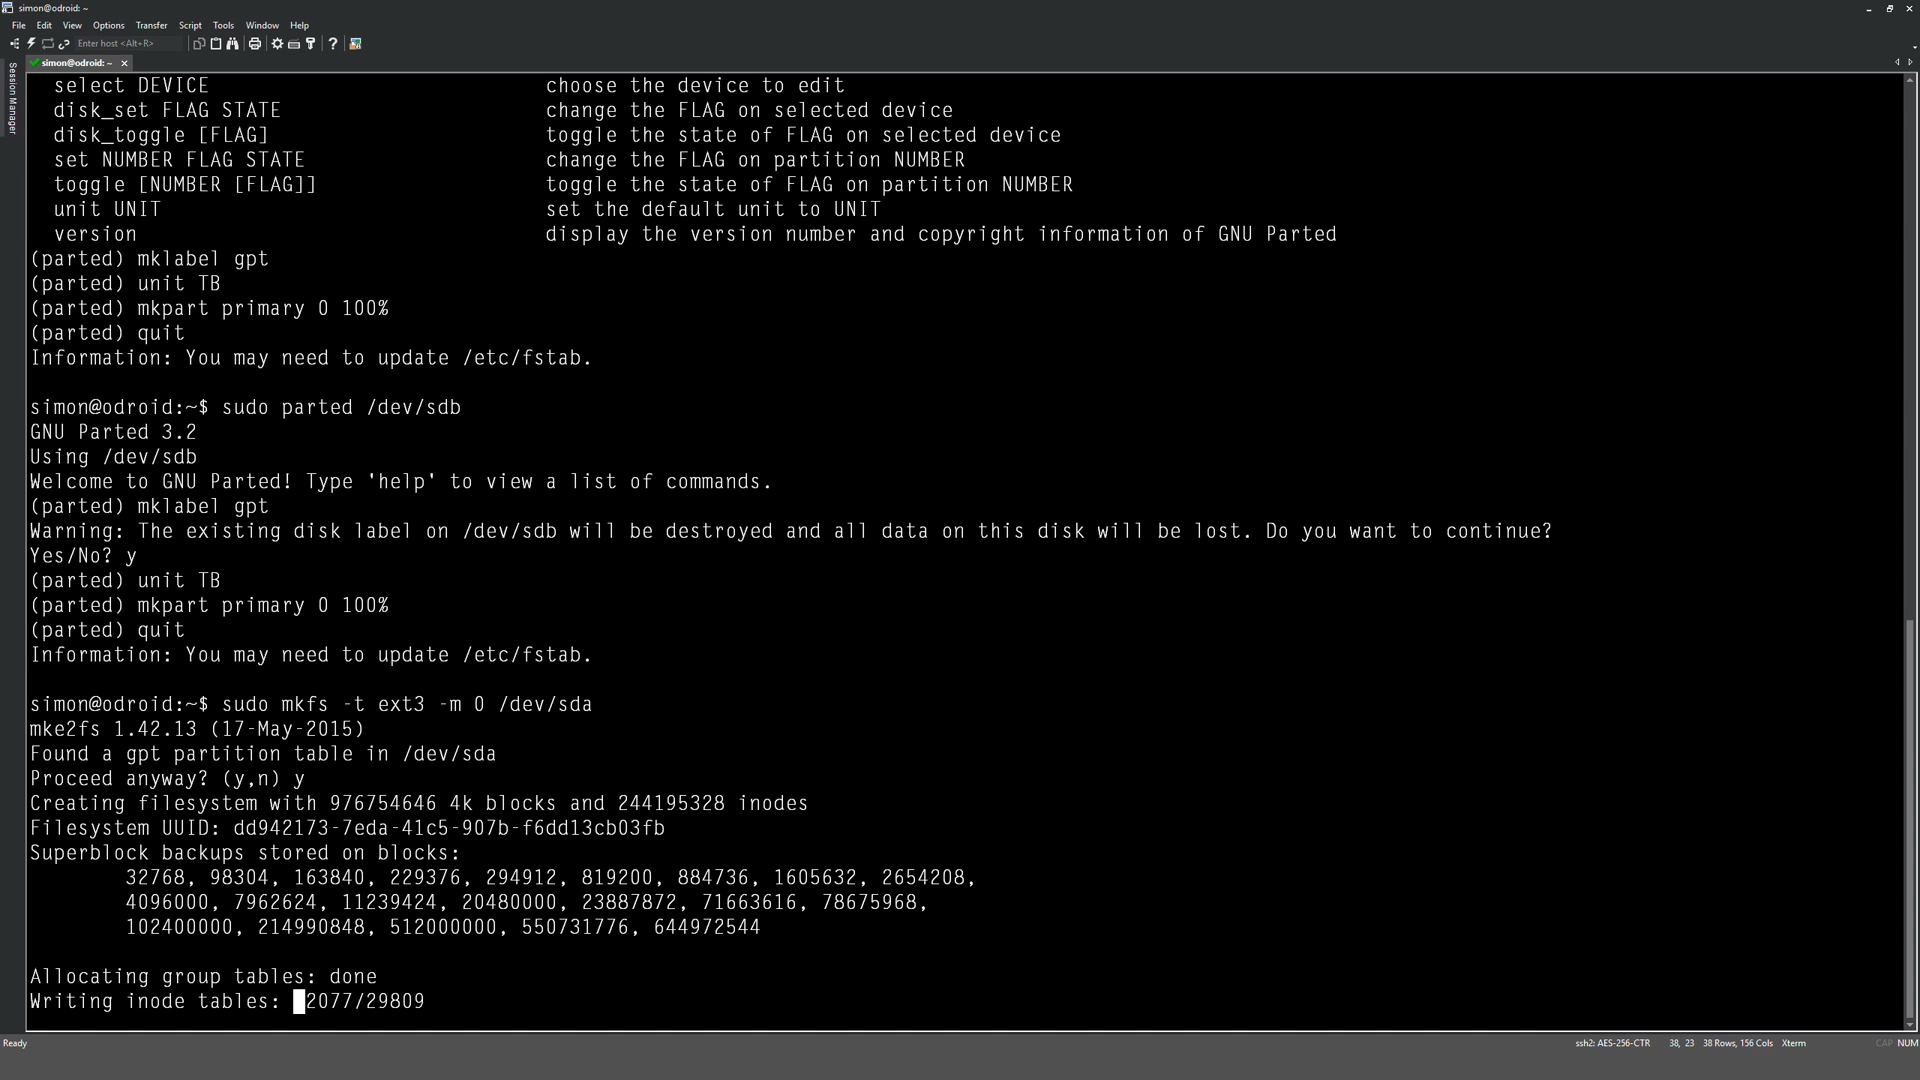 simon@odroid: ~
File Edit View Options Transfer Script Tools Window Help
Enter host <Alt+R>
simon@odroid: ~
Session Manager
select DEVICE choose the device to edit
disk_set FLAG STATE change the FLAG on selected device
disk_toggle [FLAG] toggle the state of FLAG on selected device
set NUMBER FLAG STATE change the FLAG on partition NUMBER
toggle [NUMBER [FLAG]] toggle the state of FLAG on partition NUMBER
unit UNIT set the default unit to UNIT
version display the version number and copyright information of GNU Parted
(parted) mklabel gpt
(parted) unit TB
(parted) mkpart primary 0 100%
(parted) quit
Information: You may need to update /etc/fstab.
simon@odroid:~$ sudo parted /dev/sdb
GNU Parted 3.2
Using /dev/sdb
Welcome to GNU Parted! Type 'help' to view a list of commands.
(parted) mklabel gpt
Warning: The existing disk label on /dev/sdb will be destroyed and all data on this disk will be lost. Do you want to continue?
Yes/No? y
(parted) unit TB
(parted) mkpart primary 0 100%
(parted) quit
Information: You may need to update /etc/fstab.
simon@odroid:~$ sudo mkfs -t ext3 -m 0 /dev/sda
mke2fs 1.42.13 (17-May-2015)
Found a gpt partition table in /dev/sda
Proceed anyway? (y,n) y
Creating filesystem with 976754646 4k blocks and 244195328 inodes
Filesystem UUID: dd942173-7eda-41c5-907b-f6dd13cb03fb
Superblock backups stored on blocks:
32768, 98304, 163840, 229376, 294912, 819200, 884736, 1605632, 2654208,
4096000, 7962624, 11239424, 20480000, 23887872, 71663616, 78675968,
102400000, 214990848, 512000000, 550731776, 644972544
Allocating group tables: done
Writing inode tables: 2077/29809
Ready ssh2: AES-256-CTR 38, 23 38 Rows, 156 Cols Xterm CAP NUM